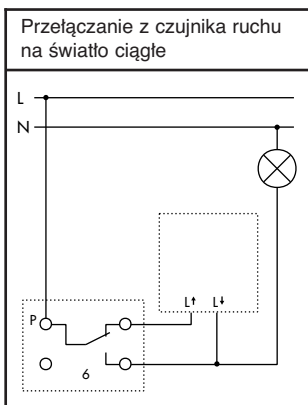 Przełączanie z czujnika ruchu
na światło ciągłe
L
N
L↑ L↓
P
6